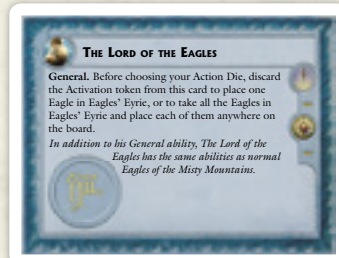 THE LORD OF THE EAGLES
General. Before choosing your Action Die, discard
the Activation token from this card to place one
Eagle in Eagles' Eyrie, or to take all the Eagles in
Eagles' Eyrie and place each of them anywhere on
the board.
In addition to his General ability, The Lord of the
Eagles has the same abilities as normal
Eagles of the Misty Mountains.